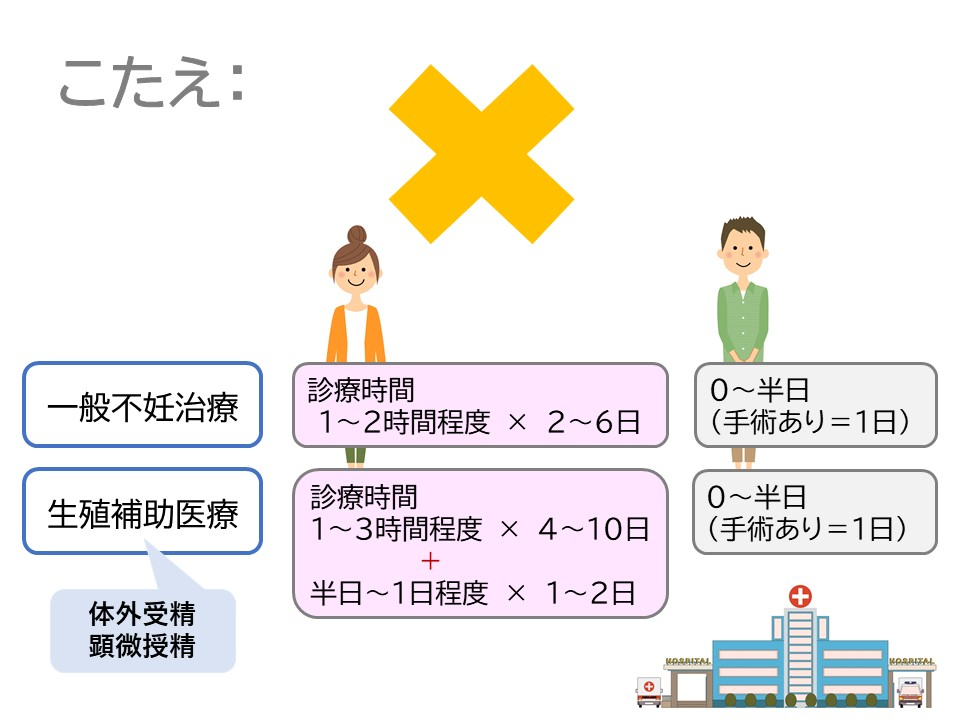 こたえ：
一般不妊治療
診療時間
1～2時間程度 × 2～6日
0～半日
（手術あり＝1日）
生殖補助医療
診療時間
1～3時間程度 × 4～10日
＋
半日～1日程度 × 1～2日
0～半日
（手術あり＝1日）
体外受精
顕微授精
HOSPITAL
HOSPITAL